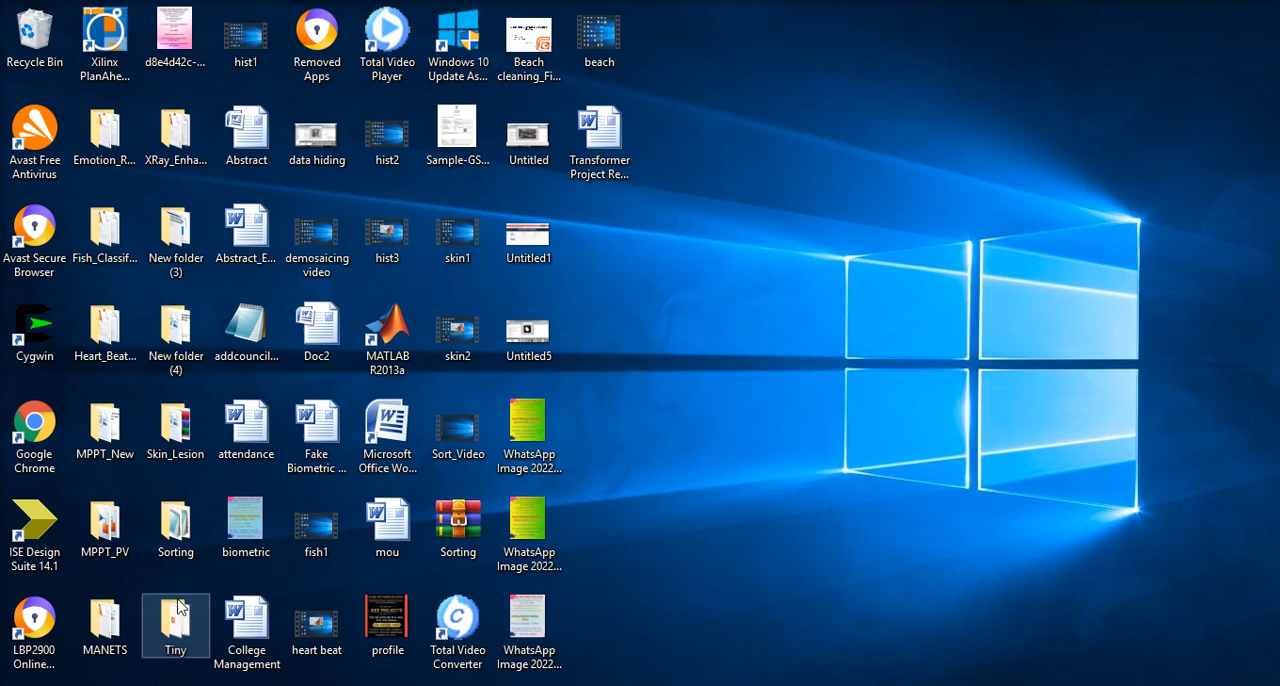 Recycle Bin
Xilinx
PlanAhe...
d8e4d42c-...
hist1
Removed
Apps
Total Video
Player
Windows 10
Update As...
Beach
cleaning_Fi...
beach
Avast Free
Antivirus
Emotion_R...
XRay_Enha...
Abstract
data hiding
hist2
Sample-GS...
Untitled
Transformer
Project Re...
Avast Secure
Browser
Fish_Classif...
New folder
(3)
Abstract_E...
demosaicing
video
hist3
skin1
Untitled1
Cygwin
Heart_Beat...
New folder
(4)
addcouncil...
Doc2
MATLAB
R2013a
skin2
Untitled5
Google
Chrome
MPPT_New
Skin_Lesion
attendance
Fake
Biometric ...
Microsoft
Office Wo...
Sort_Video
WhatsApp
Image 2022...
ISE Design
Suite 14.1
MPPT_PV
Sorting
biometric
fish1
mou
Sorting
WhatsApp
Image 2022...
LBP2900
Online...
MANETS
Tiny
College
Management
heart beat
profile
Total Video
Converter
WhatsApp
Image 2022...